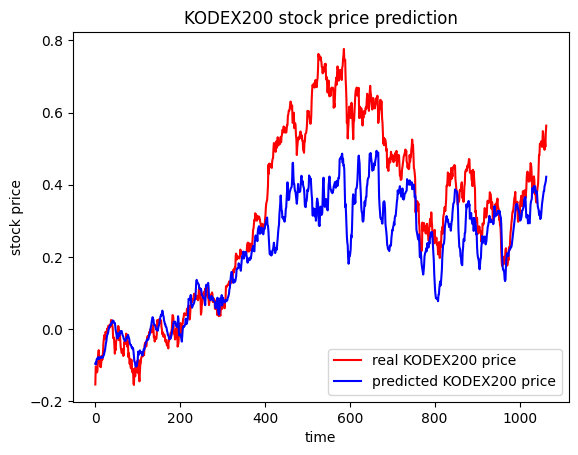 KODEX200 stock price prediction
stock price
0.8
0.6
0.4
0.2
0.0
−0.2
0
200
400
600
800
1000
time
real KODEX200 price
predicted KODEX200 price